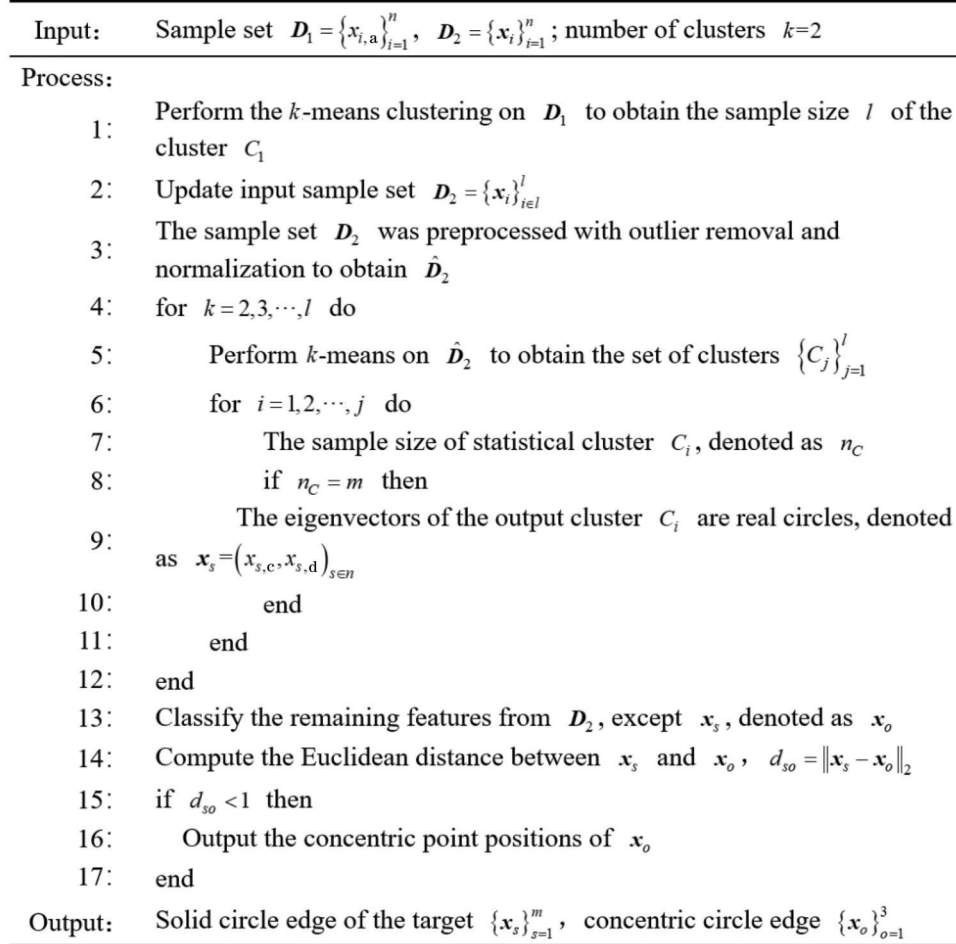 Input: Sample set D₁ = {x_{i,a}}_{i=1}^{n}, D₂ = {x_i}_{i=1}^{n}; number of clusters k=2
Process:
1: Perform the k-means clustering on D₁ to obtain the sample size l of the
cluster C₁
2: Update input sample set D₂ = {x_i}_{i∈l}^{l}
3: The sample set D₂ was preprocessed with outlier removal and
normalization to obtain D̂₂
4: for k = 2,3,···,l do
5: Perform k-means on D̂₂ to obtain the set of clusters {C_j}_{j=1}^{l}
6: for i = 1,2,···,j do
7: The sample size of statistical cluster C_i, denoted as n_C
8: if n_C = m then
9: The eigenvectors of the output cluster C_i are real circles, denoted
as x_s=(x_{s,c},x_{s,d})_{s∈n}
10: end
11: end
12: end
13: Classify the remaining features from D₂, except x_s, denoted as x_o
14: Compute the Euclidean distance between x_s and x_o, d_{so} = ‖x_s − x_o‖₂
15: if d_{so} <1 then
16: Output the concentric point positions of x_o
17: end
Output: Solid circle edge of the target {x_s}_{s=1}^{m}, concentric circle edge {x_o}_{o=1}^{3}